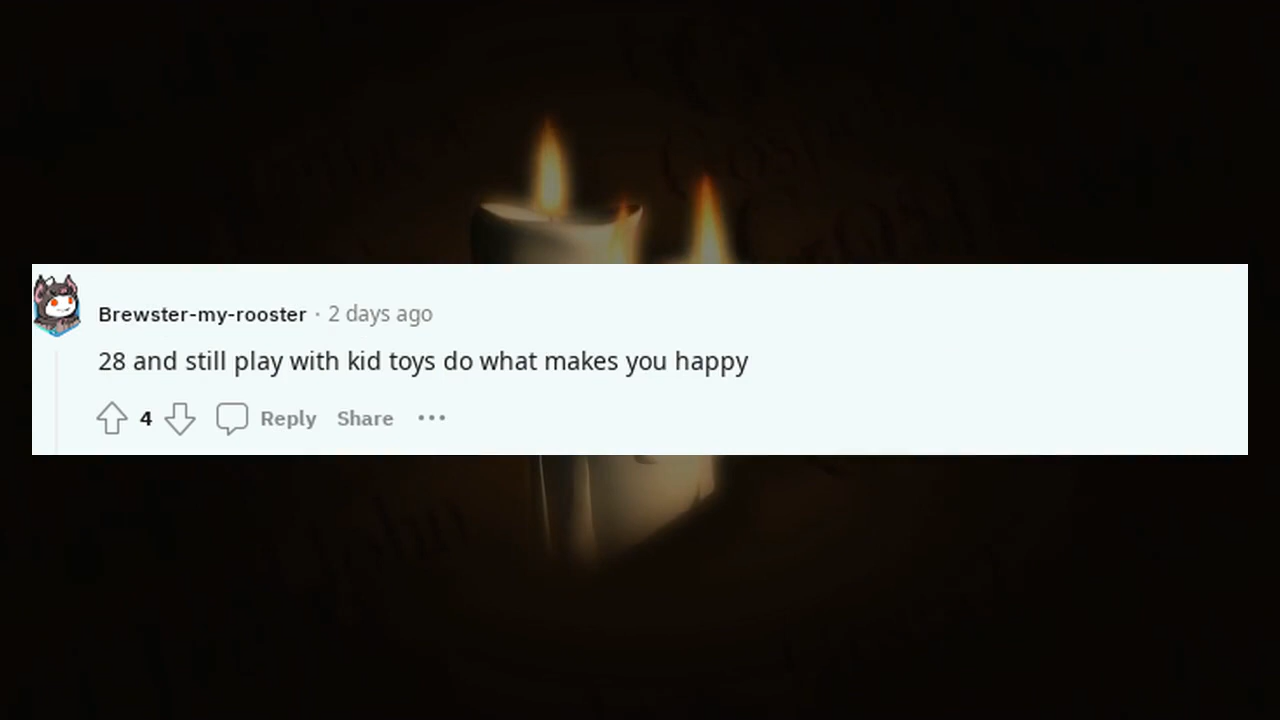 Brewster-my-rooster · 2 days ago
28 and still play with kid toys do what makes you happy
4 Reply Share ...